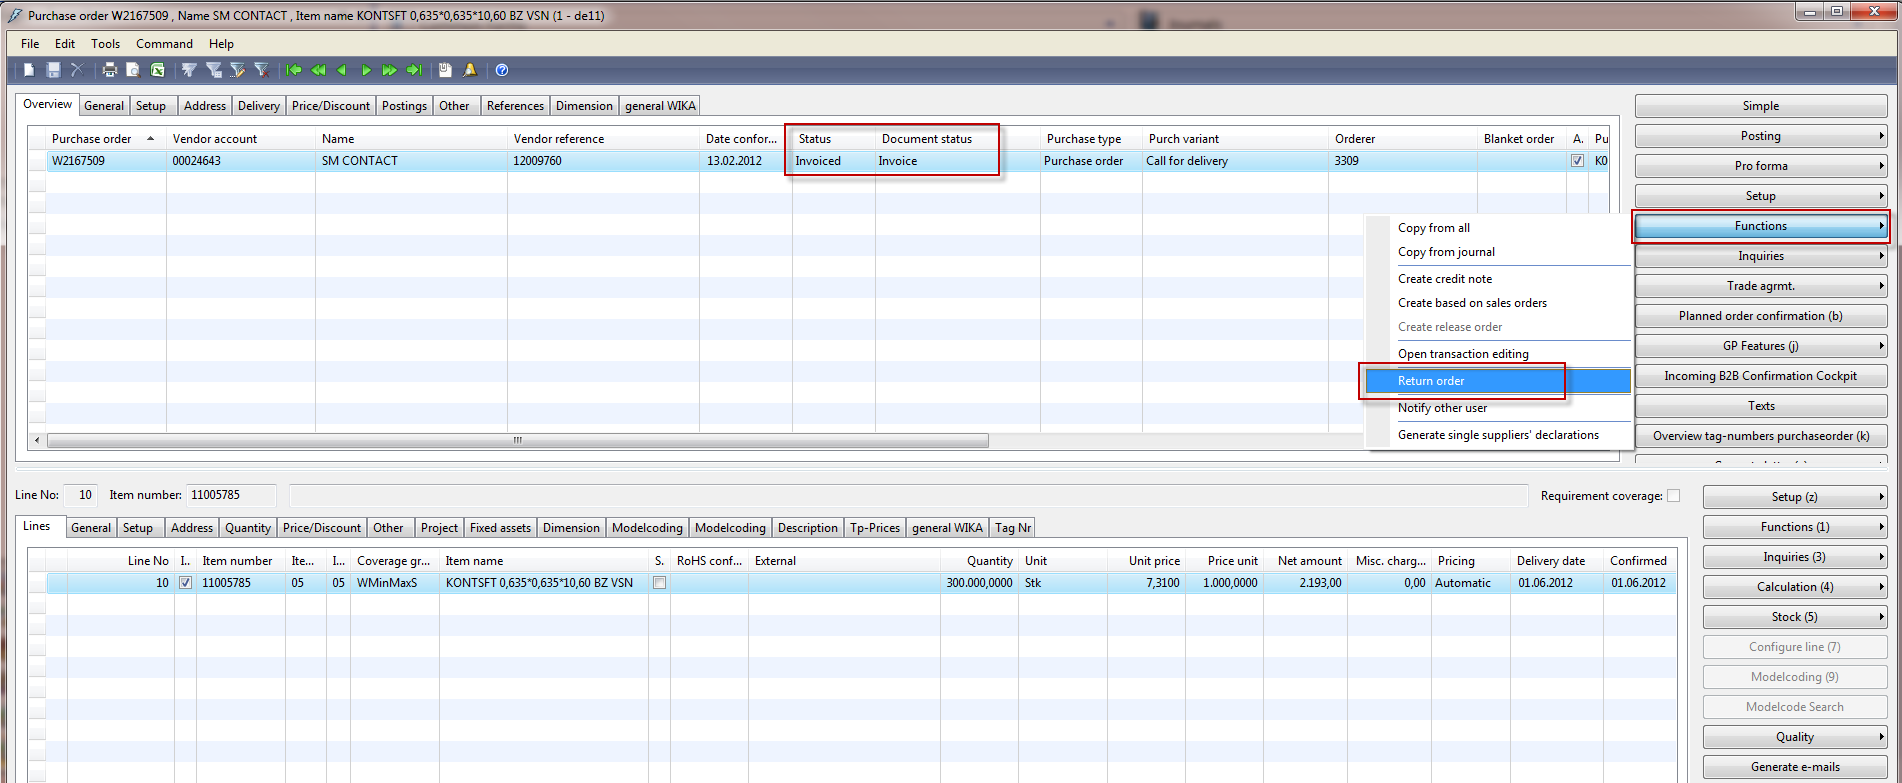 Purchase order W2167509 , Name SM CONTACT , Item name KONTSFT 0,635*0,635*10,60 BZ VSN (1 - de11)
File Edit Tools Command Help
Overview General Setup Address Delivery Price/Discount Postings Other References Dimension general WIKA
Simple
Purchase order Vendor account Name Vendor reference Date confor... Status Document status Purchase type Purch variant Orderer Blanket order A. Pu
W2167509 00024643 SM CONTACT 12009760 13.02.2012 Invoiced Invoice Purchase order Call for delivery 3309 K0
Posting
Pro forma
Setup
Functions
Inquiries
Trade agrmt.
Planned order confirmation (b)
GP Features (j)
Incoming B2B Confirmation Cockpit
Texts
Overview tag-numbers purchaseorder (k)
Copy from all
Copy from journal
Create credit note
Create based on sales orders
Create release order
Open transaction editing
Return order
Notify other user
Generate single suppliers' declarations
Line No: 10 Item number: 11005785 Requirement coverage:
Lines General Setup Address Quantity Price/Discount Other Project Fixed assets Dimension Modelcoding Modelcoding Description Tp-Prices general WIKA Tag Nr
Line No I.. Item number Ite... I... Coverage gr... Item name S. RoHS conf... External Quantity Unit Unit price Price unit Net amount Misc. charg... Pricing Delivery date Confirmed
10 11005785 05 05 WMinMaxS KONTSFT 0,635*0,635*10,60 BZ VSN 300.000,0000 Stk 7,3100 1.000,0000 2.193,00 0,00 Automatic 01.06.2012 01.06.2012
Setup (z)
Functions (1)
Inquiries (3)
Calculation (4)
Stock (5)
Configure line (7)
Modelcoding (9)
Modelcode Search
Quality
Generate e-mails